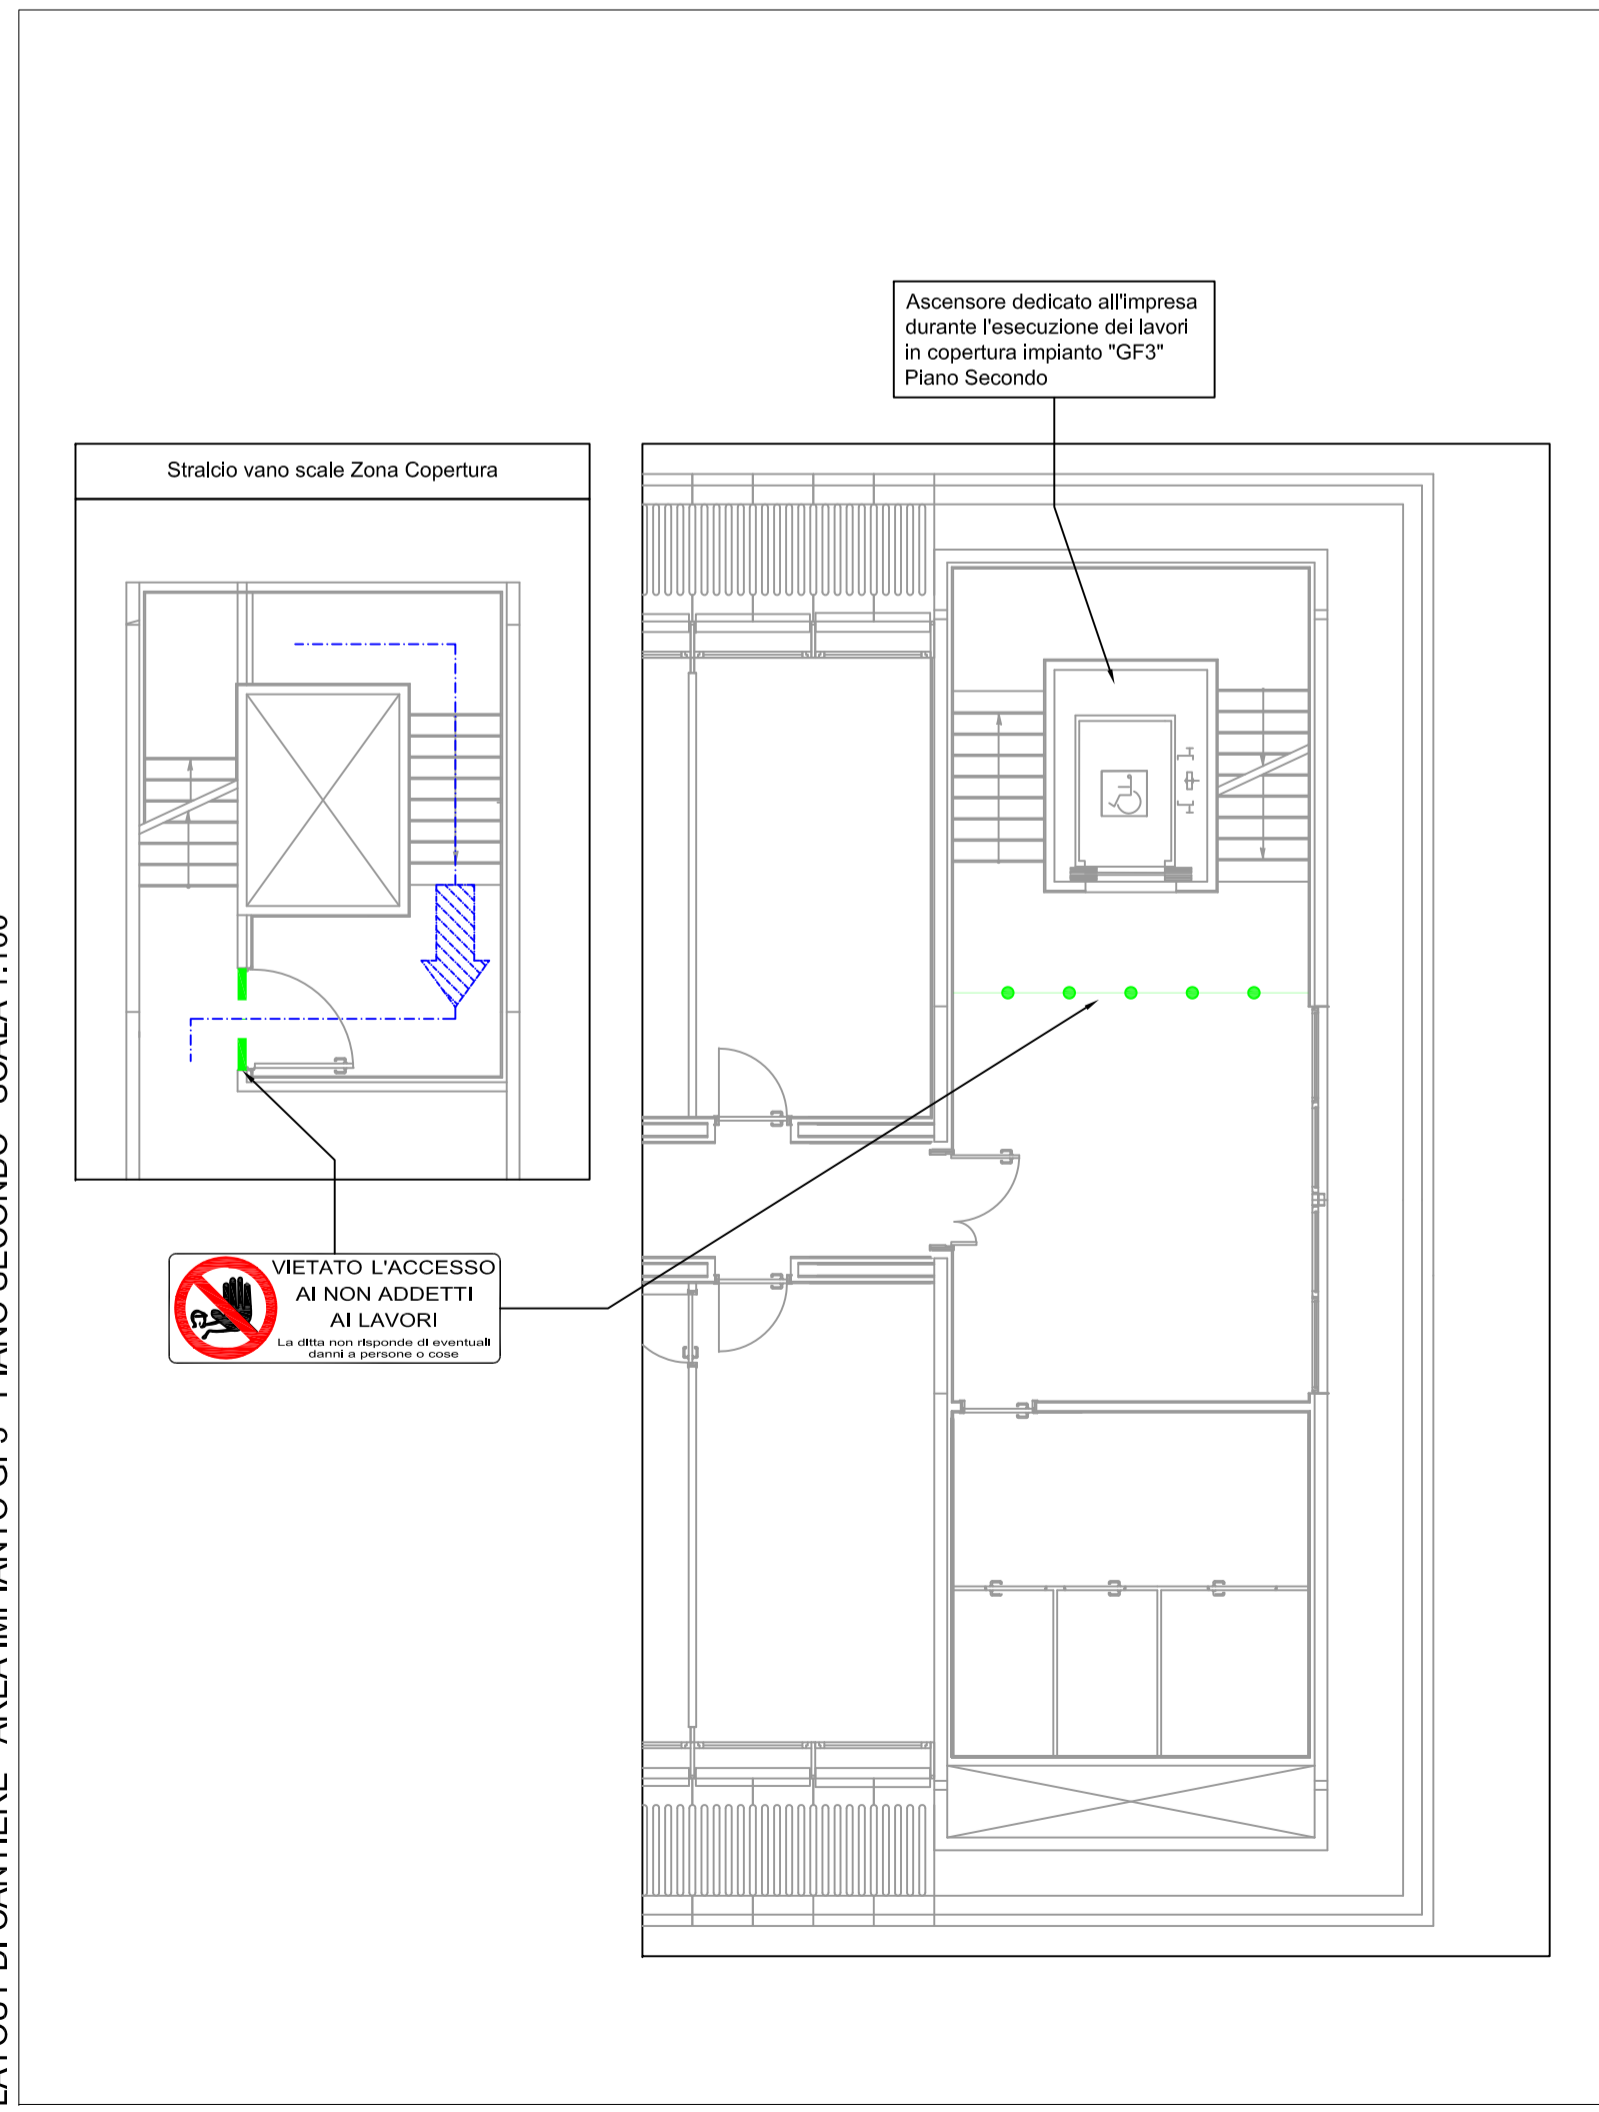 Ascensore dedicato all'impresa
durante l'esecuzione dei lavori
in copertura impianto "GF3"
Piano Secondo
Stralcio vano scale Zona Copertura
VIETATO L'ACCESSO
AI NON ADDETTI
AI LAVORI
La ditta non risponde di eventuali
danni a persone o cose